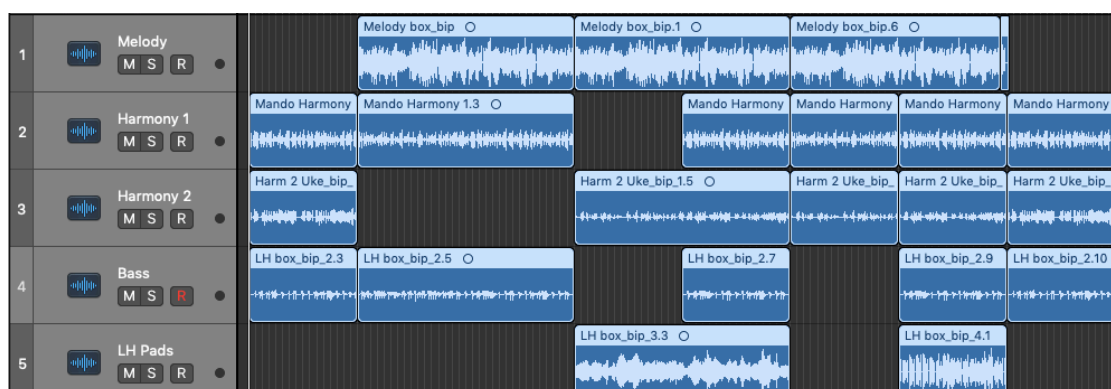 1 Melody M S R Melody box_bip Melody box_bip.1 Melody box_bip.6
2 Harmony 1 M S R Mando Harmony Mando Harmony 1.3 Mando Harmony Mando Harmony Mando Harmony Mando Harmony
3 Harmony 2 M S R Harm 2 Uke_bip_ Harm 2 Uke_bip_1.5 Harm 2 Uke_bip_ Harm 2 Uke_bip_ Harm 2 Uke_bip_
4 Bass M S R LH box_bip_2.3 LH box_bip_2.5 LH box_bip_2.7 LH box_bip_2.9 LH box_bip_2.10
5 LH Pads M S R LH box_bip_3.3 LH box_bip_4.1